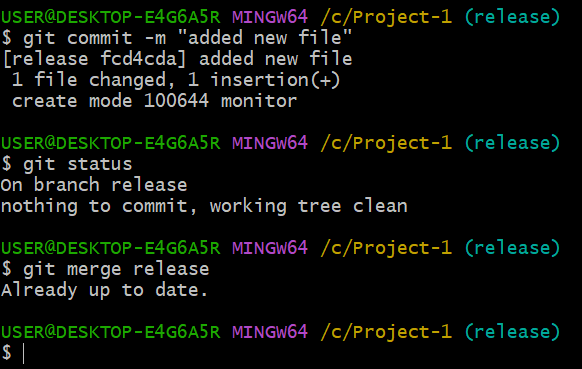 USER@DESKTOP-E4G6A5R MINGW64 /c/Project-1 (release)
$ git commit -m "added new file"
[release fcd4cda] added new file
 1 file changed, 1 insertion(+)
 create mode 100644 monitor

USER@DESKTOP-E4G6A5R MINGW64 /c/Project-1 (release)
$ git status
On branch release
nothing to commit, working tree clean

USER@DESKTOP-E4G6A5R MINGW64 /c/Project-1 (release)
$ git merge release
Already up to date.

USER@DESKTOP-E4G6A5R MINGW64 /c/Project-1 (release)
$